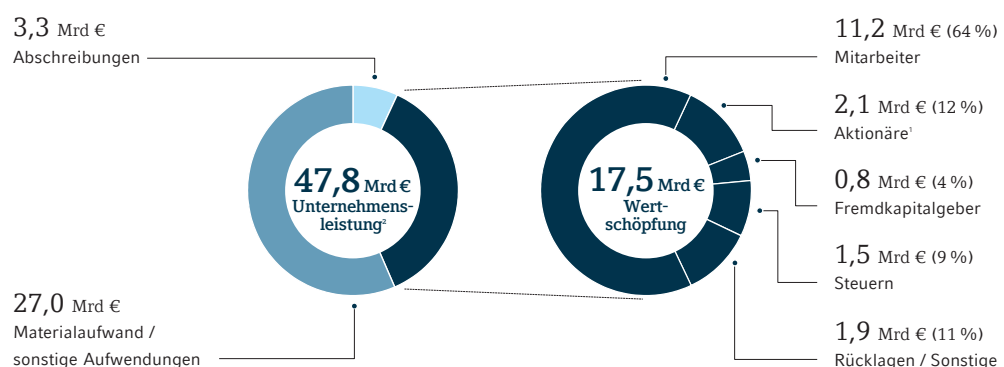 3,3 Mrd €
Abschreibungen
47,8 Mrd €
Unternehmens-
leistung²
27,0 Mrd €
Materialaufwand /
sonstige Aufwendungen
17,5 Mrd €
Wert-
schöpfung
11,2 Mrd € (64 %)
Mitarbeiter
2,1 Mrd € (12 %)
Aktionäre¹
0,8 Mrd € (4 %)
Fremdkapitalgeber
1,5 Mrd € (9 %)
Steuern
1,9 Mrd € (11 %)
Rücklagen / Sonstige